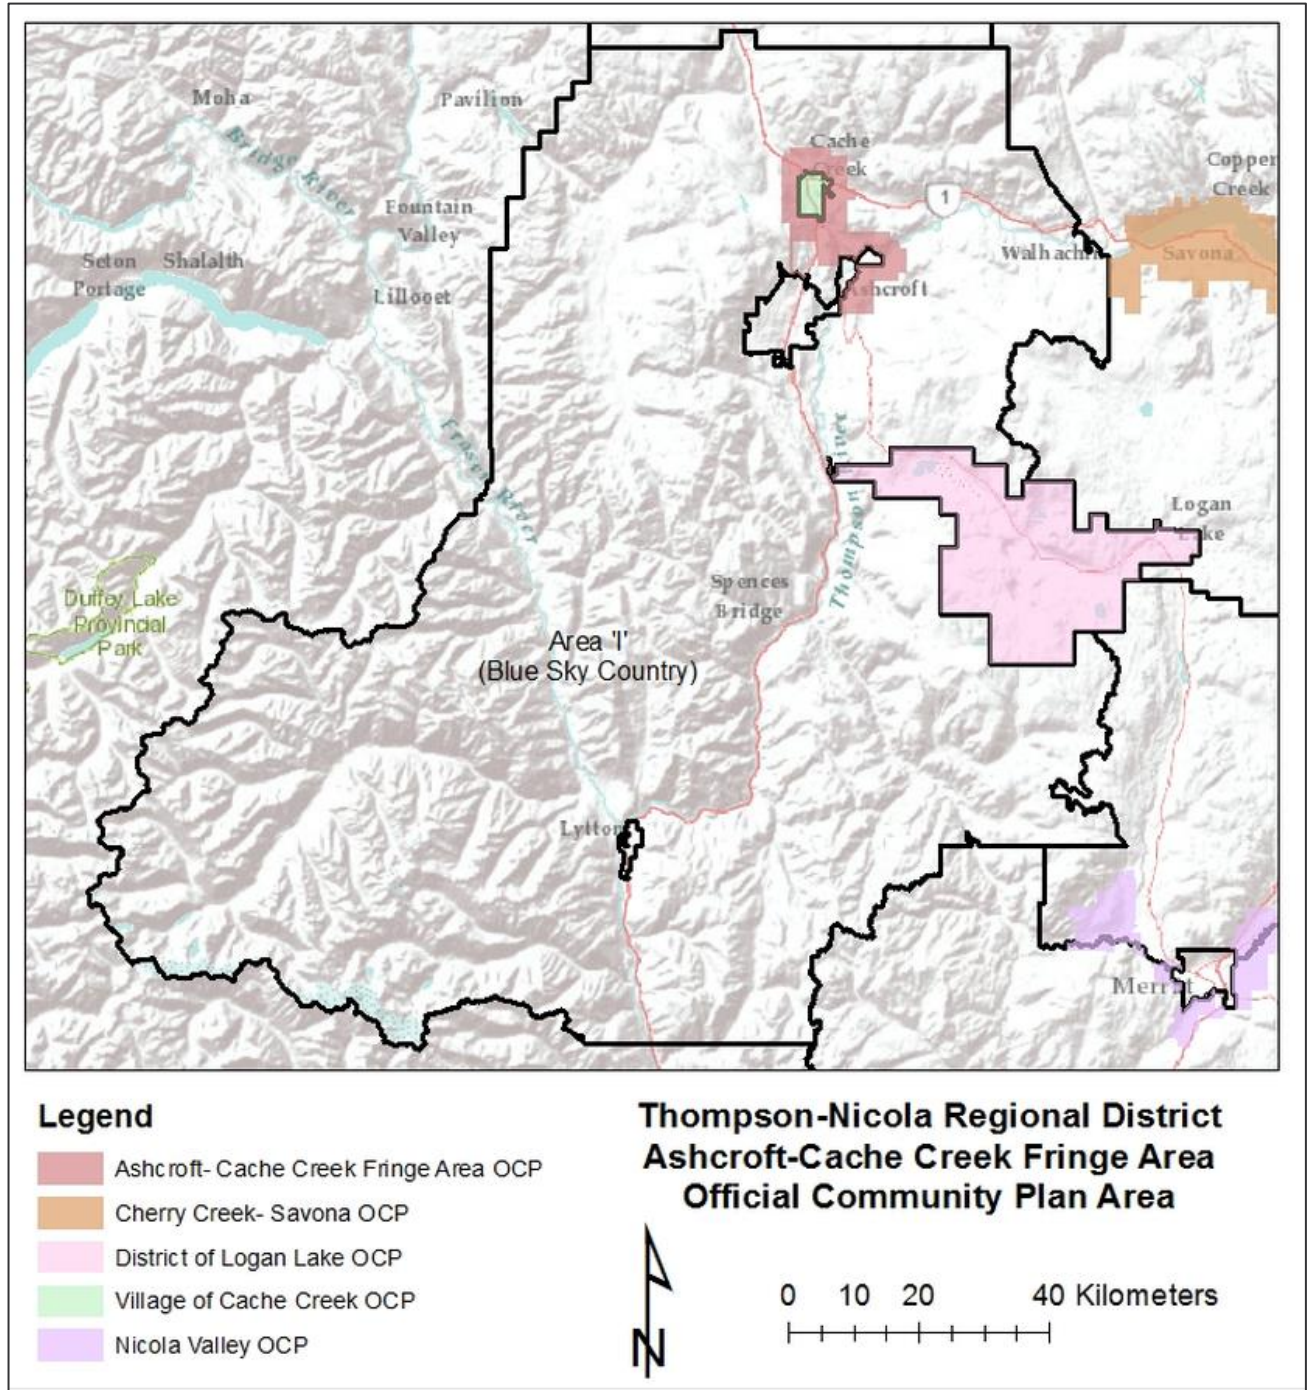 Moha
Pavilion
Bridge River
Cache
Creek
Copper
Creek
1
Fountain
Valley
Seton
Portage
Shalalth
Walhachin
Savona
Lillooet
Ashcroft
Fraser River
Thompson River
Logan
Lake
Spences
Bridge
Duffey Lake
Provincial
Park
Area 'I'
(Blue Sky Country)
Lytton
Merritt
Legend
Ashcroft- Cache Creek Fringe Area OCP
Cherry Creek- Savona OCP
District of Logan Lake OCP
Village of Cache Creek OCP
Nicola Valley OCP
Thompson-Nicola Regional District
Ashcroft-Cache Creek Fringe Area
Official Community Plan Area
N
0 10 20 40 Kilometers